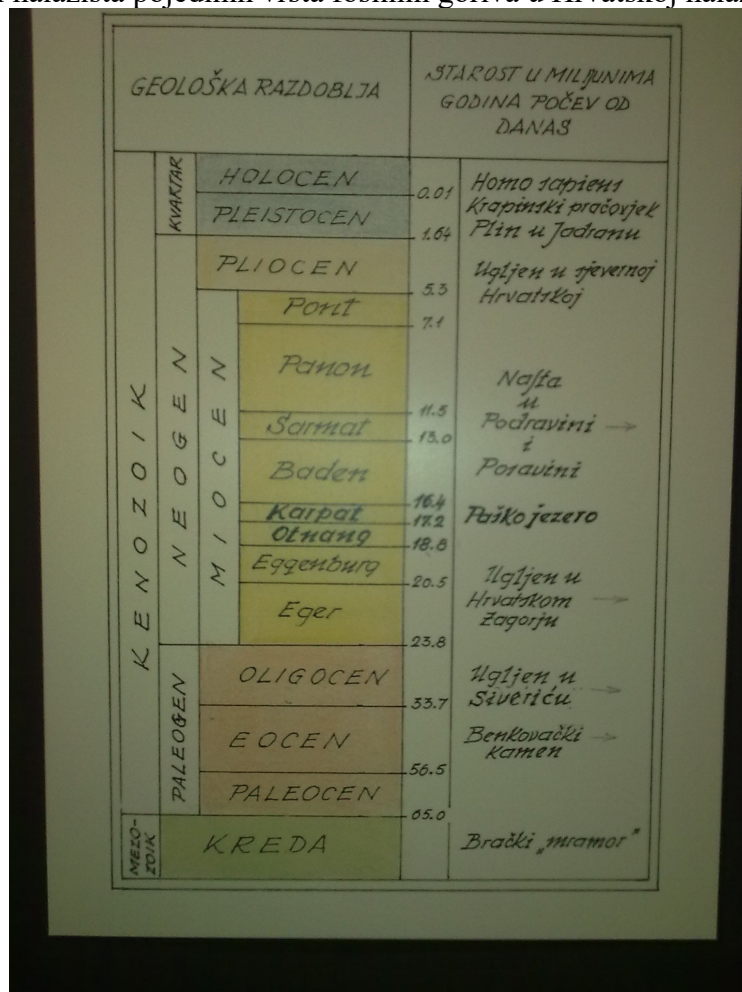 nalazišta pojedinih vrsta fosilnih goriva u Hrvatskoj
GEOLOŠKA RAZDOBLJA
STAROST U MILIJUNIMA
GODINA POČEV OD
DANAS
KENOZOIK
KVARTAR
HOLOCEN
0.01
Homo sapiens
Krapinski pračovjek
PLEISTOCEN
1.64
Plin u Jadranu
NEOGEN
PLIOCEN
5.3
Ugljen u sjevernoj
Hrvatskoj
MIOCEN
Pont
7.1
Panon
11.5
Nafta
u
Podravini
i
Posavini
Sarmat
13.0
Baden
16.4
Karpat
17.2
Paško jezero
Otnang
18.8
Eggenburg
20.5
Ugljen u
Hrvatskom
Zagorju
Eger
23.8
PALEOGEN
OLIGOCEN
33.7
Ugljen u
Siveriću
EOCEN
56.5
Benkovački
kamen
PALEOCEN
65.0
MEZO-
ZOIK
KREDA
Brački „mramor"